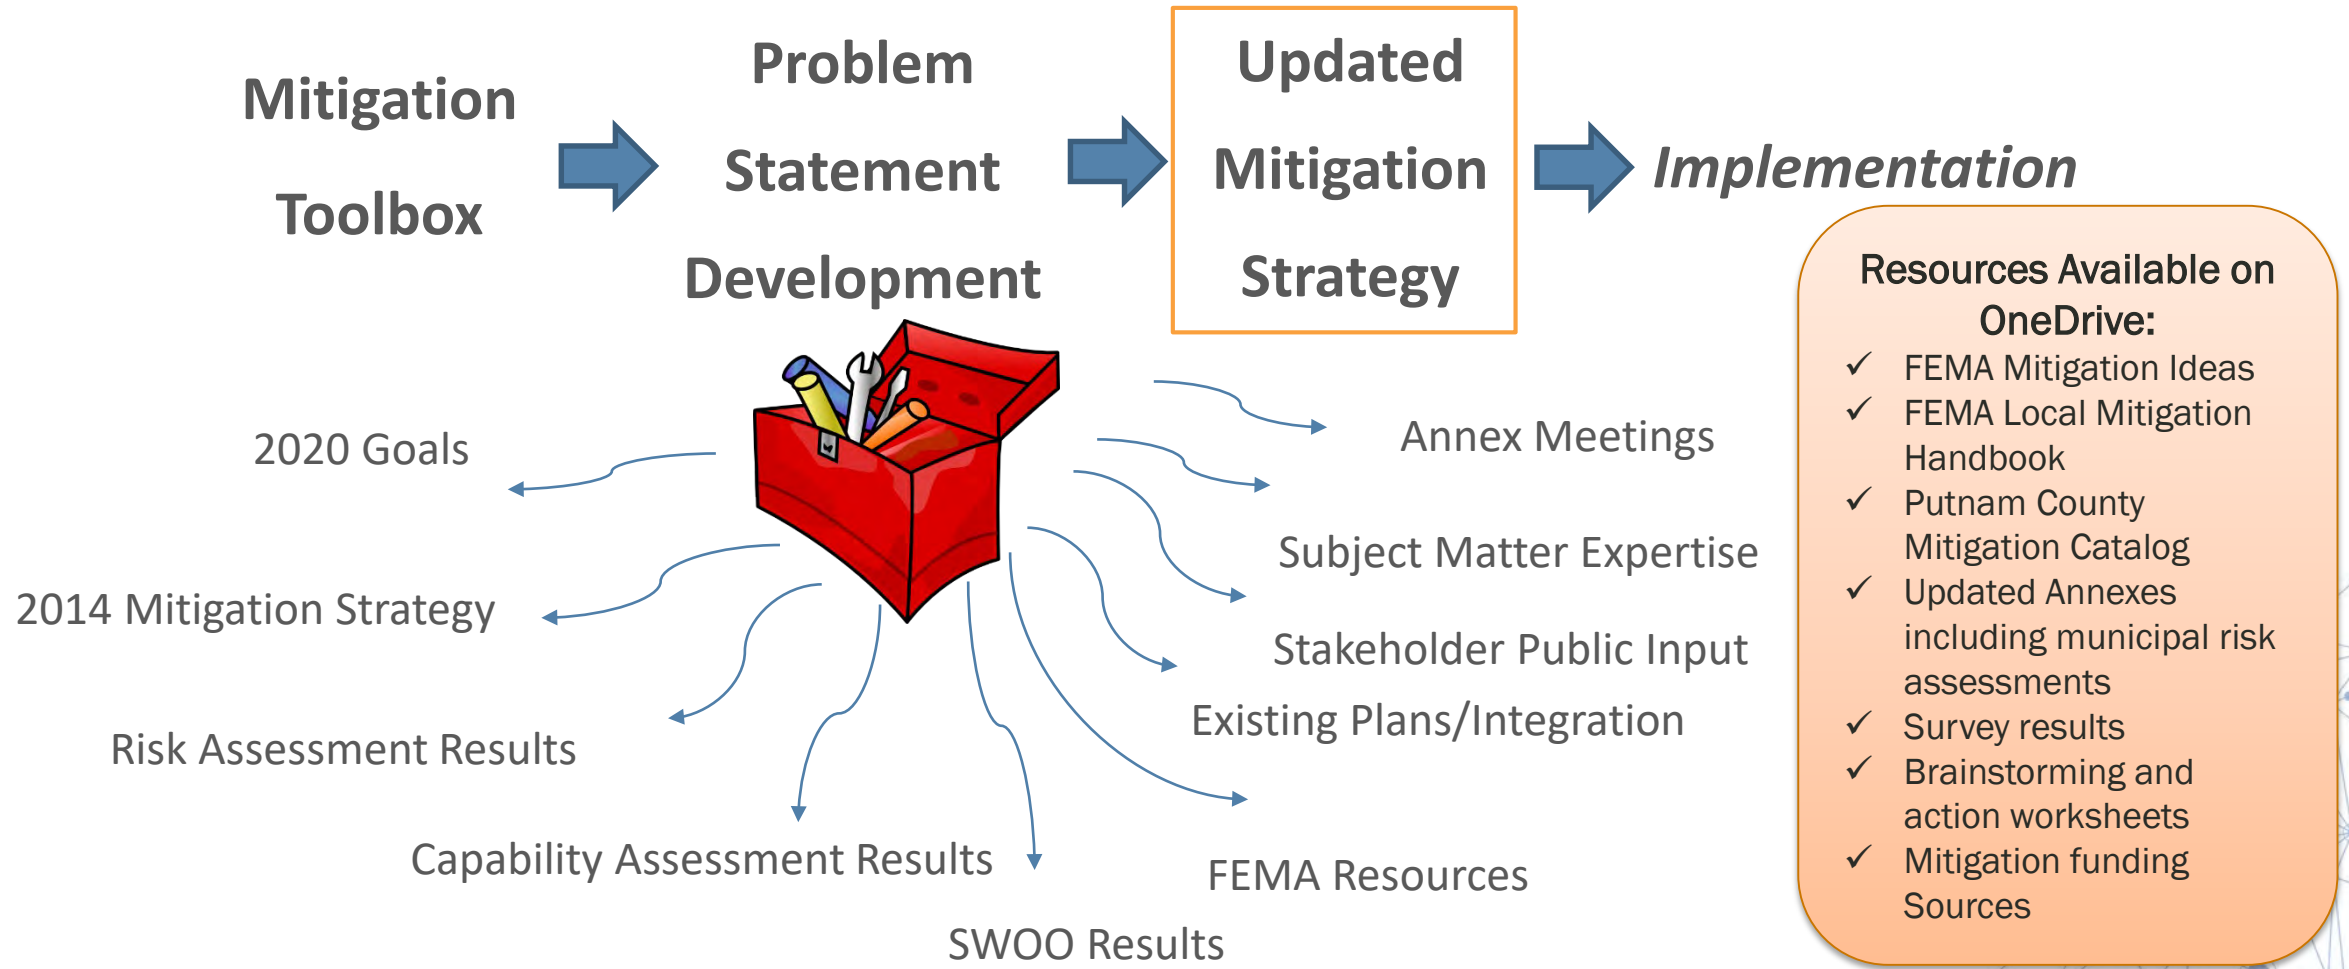 Mitigation
Toolbox
Problem
Statement
Development
Updated
Mitigation
Strategy
Implementation
2020 Goals
2014 Mitigation Strategy
Risk Assessment Results
Capability Assessment Results
SWOO Results
FEMA Resources
Existing Plans/Integration
Stakeholder Public Input
Subject Matter Expertise
Annex Meetings
Resources Available on
OneDrive:
✓ FEMA Mitigation Ideas
✓ FEMA Local Mitigation
Handbook
✓ Putnam County
Mitigation Catalog
✓ Updated Annexes
including municipal risk
assessments
✓ Survey results
✓ Brainstorming and
action worksheets
✓ Mitigation funding
Sources